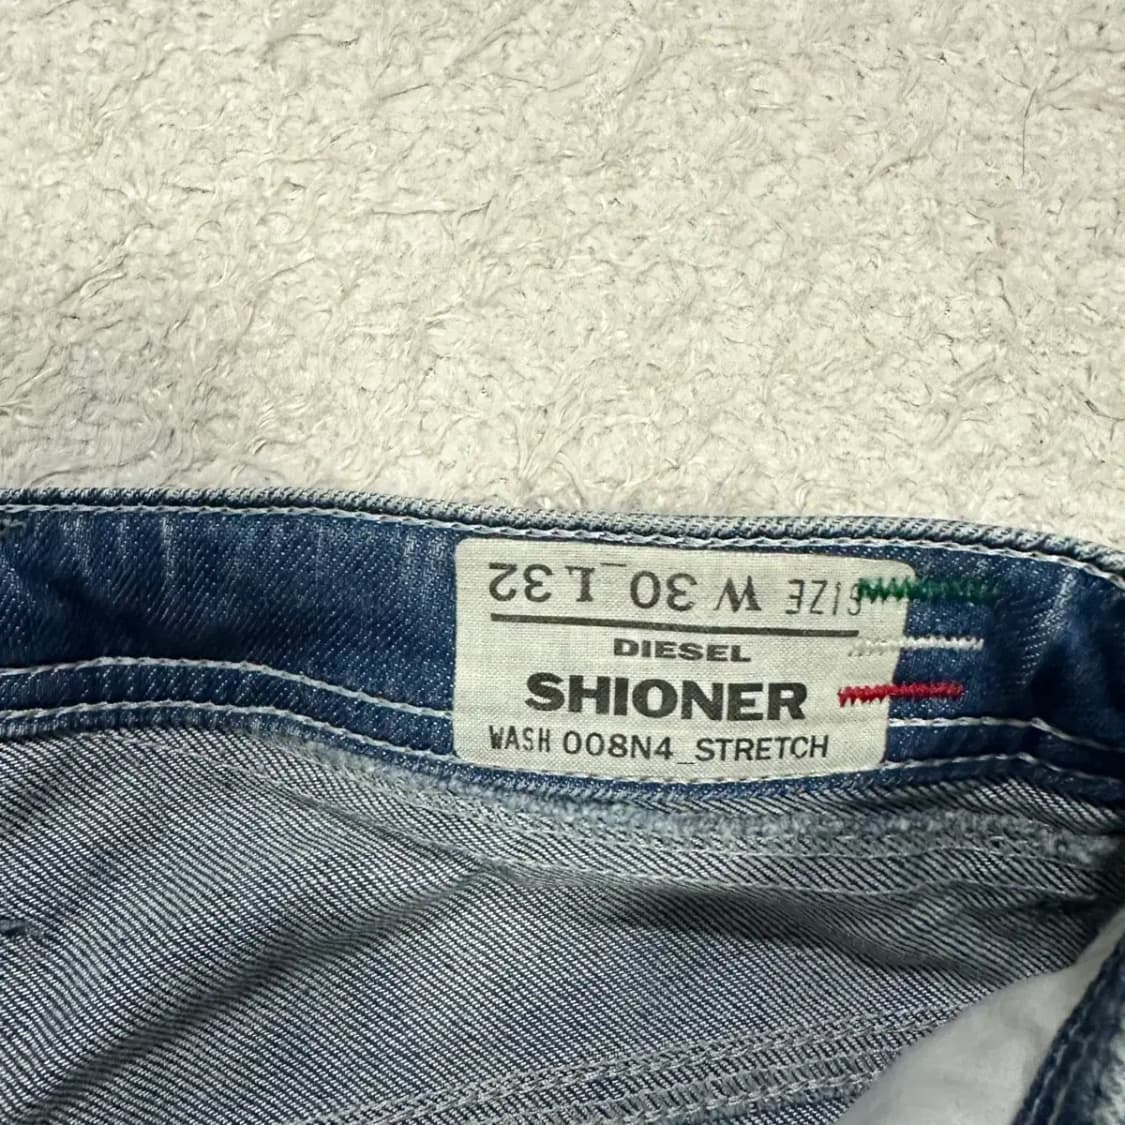 SIZE W 30_L 32
DIESEL
SHIONER
WASH 008N4_STRETCH